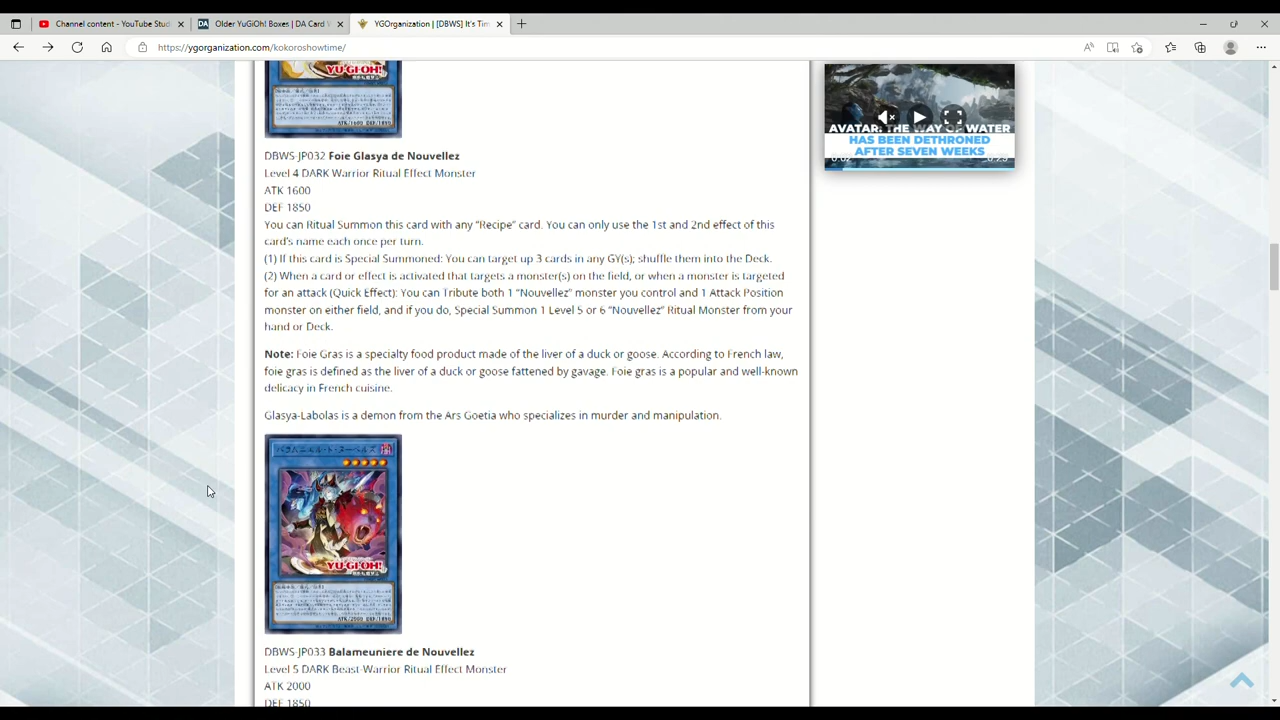 Channel content - YouTube Stud
Older YuGiOh! Boxes | DA Card
YGOrganization | [DBWS] It's Tim
https://ygorganization.com/kokoroshowtime/
YU-GI-OH!
ATK/1600 DEF/1850
AVATAR: THE WAY OF WATER
HAS BEEN DETHRONED
AFTER SEVEN WEEKS
DBWS-JP032 Foie Glasya de Nouvellez
Level 4 DARK Warrior Ritual Effect Monster
ATK 1600
DEF 1850
You can Ritual Summon this card with any “Recipe” card. You can only use the 1st and 2nd effect of this
card's name each once per turn.
(1) If this card is Special Summoned: You can target up 3 cards in any GY(s); shuffle them into the Deck.
(2) When a card or effect is activated that targets a monster(s) on the field, or when a monster is targeted
for an attack (Quick Effect): You can Tribute both 1 “Nouvellez” monster you control and 1 Attack Position
monster on either field, and if you do, Special Summon 1 Level 5 or 6 “Nouvellez” Ritual Monster from your
hand or Deck.
Note: Foie Gras is a specialty food product made of the liver of a duck or goose. According to French law,
foie gras is defined as the liver of a duck or goose fattened by gavage. Foie gras is a popular and well-known
delicacy in French cuisine.
Glasya-Labolas is a demon from the Ars Goetia who specializes in murder and manipulation.
YU-GI-OH!
ATK/2000 DEF/1850
DBWS-JP033 Balameuniere de Nouvellez
Level 5 DARK Beast-Warrior Ritual Effect Monster
ATK 2000
DEF 1850